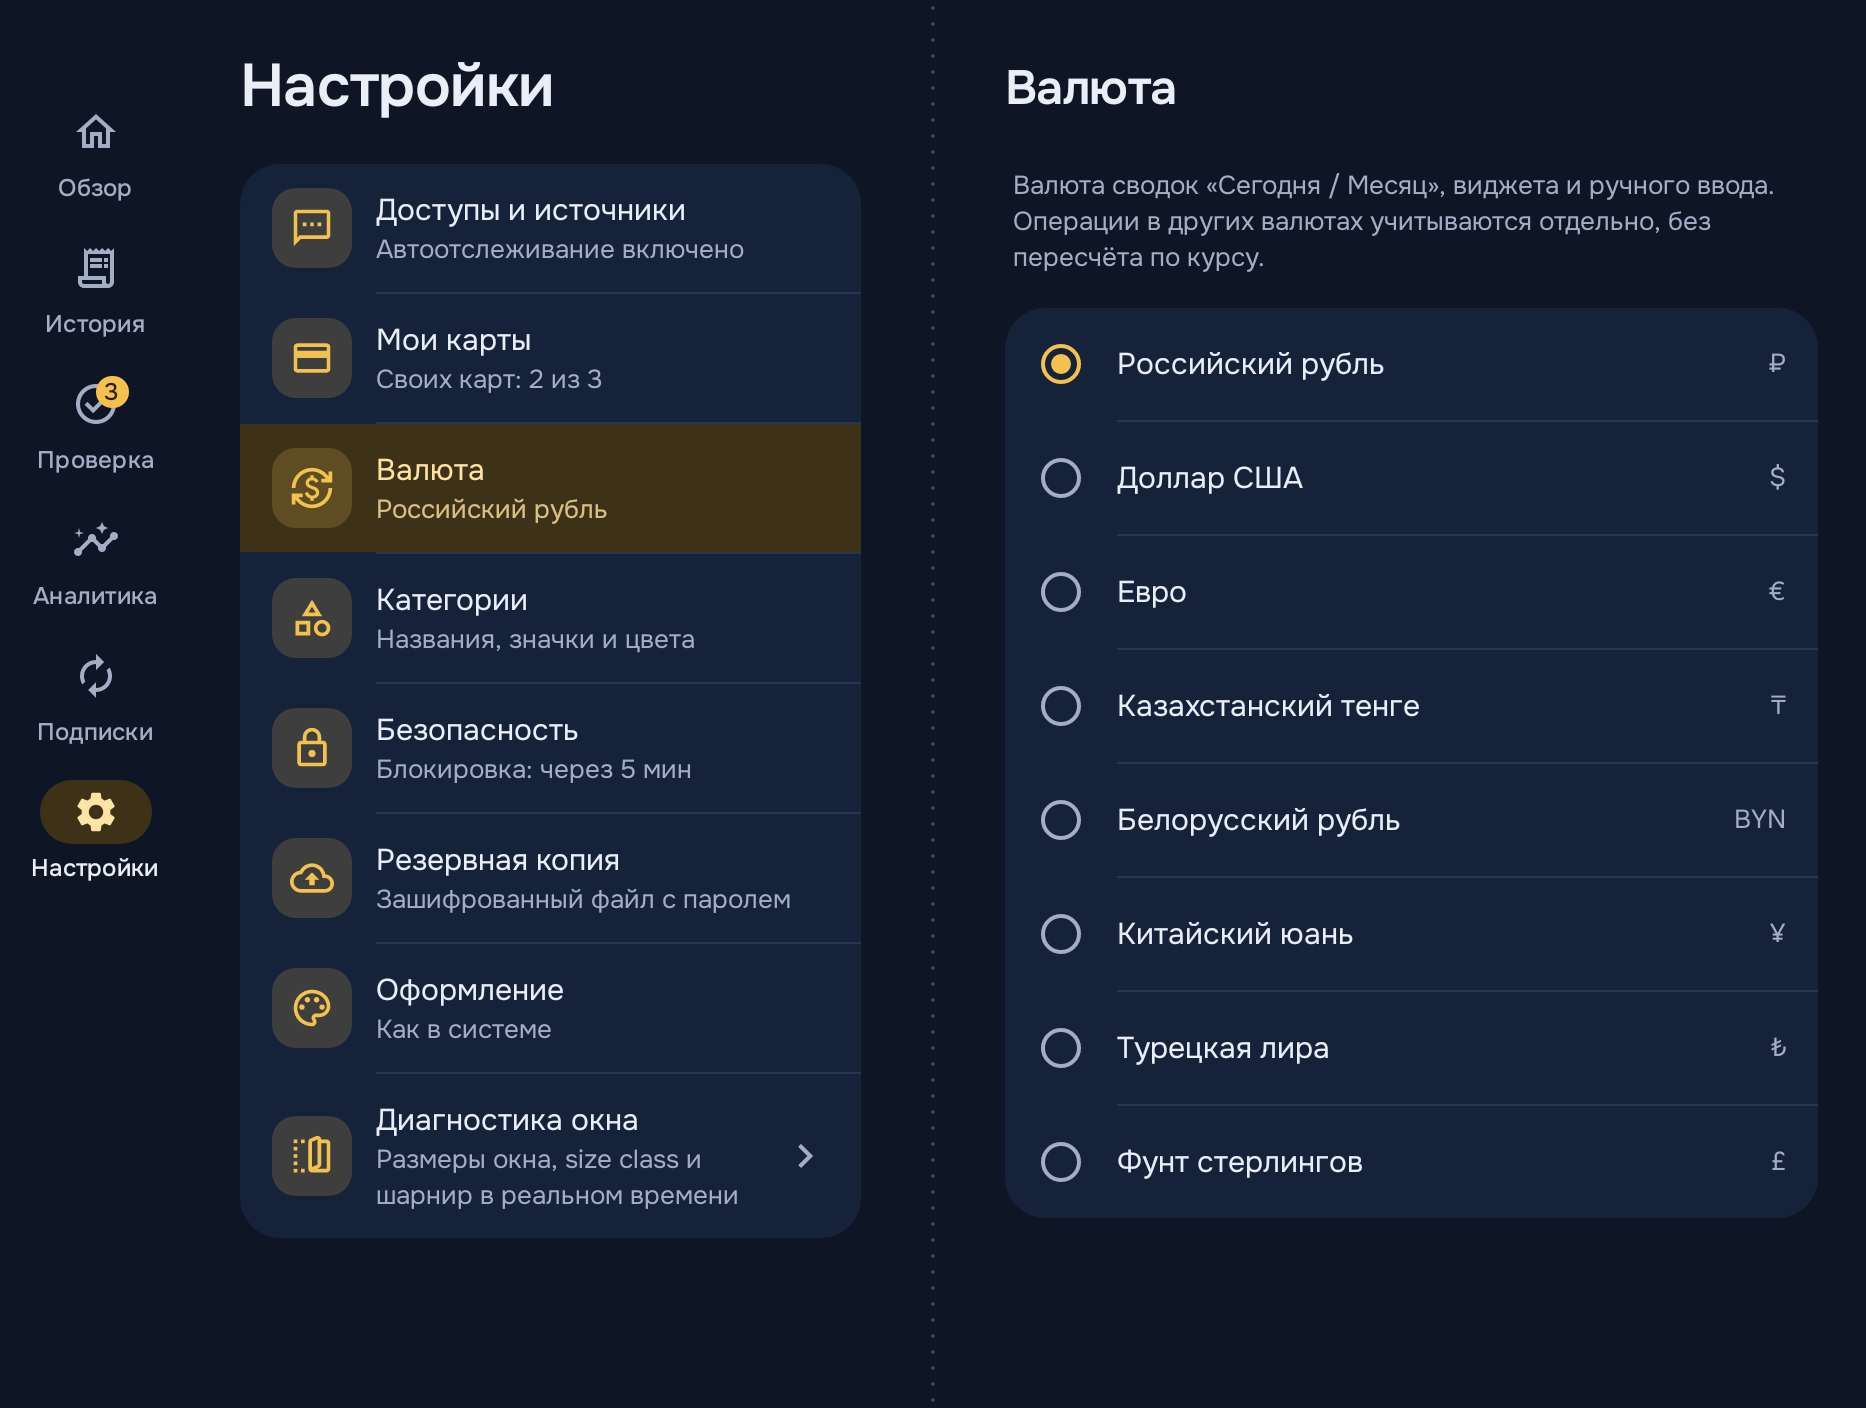 Обзор
История
3
Проверка
Аналитика
Подписки
Настройки
Настройки
Доступы и источники
Автоотслеживание включено
Мои карты
Своих карт: 2 из 3
Валюта
Российский рубль
Категории
Названия, значки и цвета
Безопасность
Блокировка: через 5 мин
Резервная копия
Зашифрованный файл с паролем
Оформление
Как в системе
Диагностика окна
Размеры окна, size class и
шарнир в реальном времени
Валюта
Валюта сводок «Сегодня / Месяц», виджета и ручного ввода.
Операции в других валютах учитываются отдельно, без
пересчёта по курсу.
Российский рубль ₽
Доллар США $
Евро €
Казахстанский тенге ₸
Белорусский рубль BYN
Китайский юань ¥
Турецкая лира ₺
Фунт стерлингов £